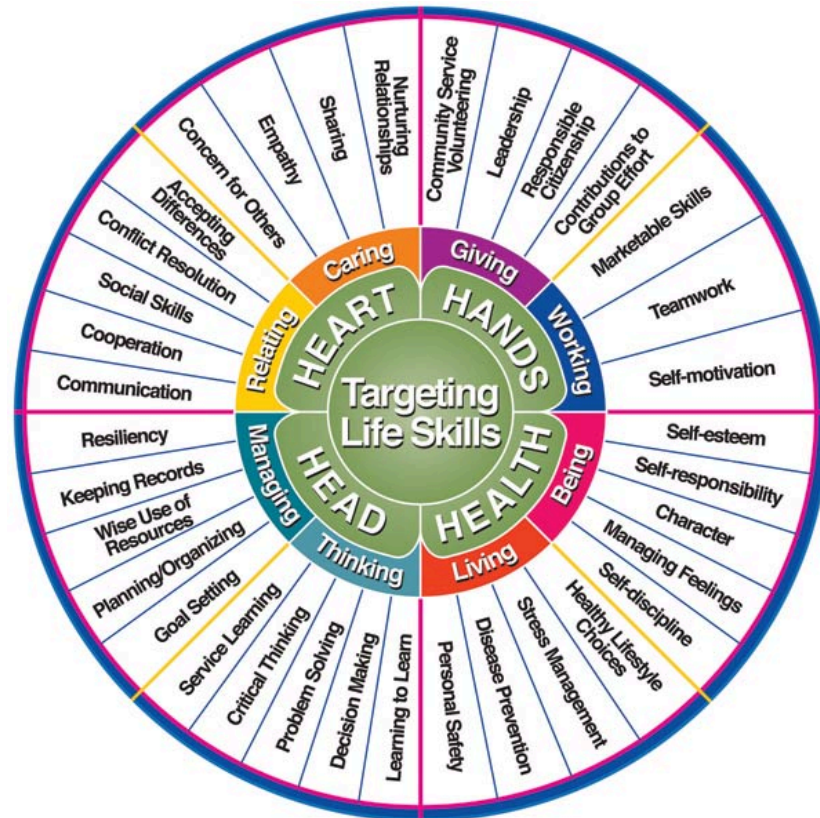 Targeting
Life Skills
HEART
HANDS
HEALTH
HEAD
Caring
Giving
Working
Being
Living
Thinking
Managing
Relating
Nurturing
Relationships
Sharing
Empathy
Concern for Others
Community Service
Volunteering
Leadership
Responsible
Citizenship
Contributions to
Group Effort
Marketable Skills
Teamwork
Self-motivation
Self-esteem
Self-responsibility
Character
Managing Feelings
Self-discipline
Healthy Lifestyle
Choices
Stress Management
Disease Prevention
Personal Safety
Learning to Learn
Decision Making
Problem Solving
Critical Thinking
Service Learning
Goal Setting
Planning/Organizing
Wise Use of
Resources
Keeping Records
Resiliency
Communication
Cooperation
Social Skills
Conflict Resolution
Accepting
Differences